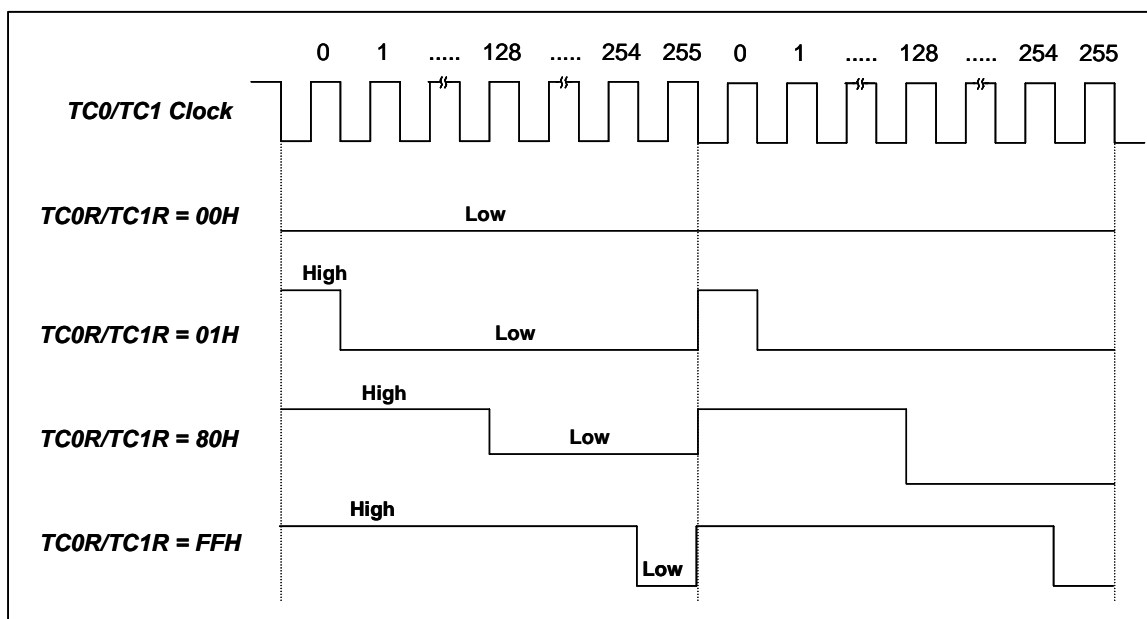 0 1 ..... 128 ..... 254 255 0 1 ..... 128 ..... 254 255
TC0/TC1 Clock
TC0R/TC1R = 00H
Low
High
TC0R/TC1R = 01H
Low
High
TC0R/TC1R = 80H
Low
High
TC0R/TC1R = FFH
Low